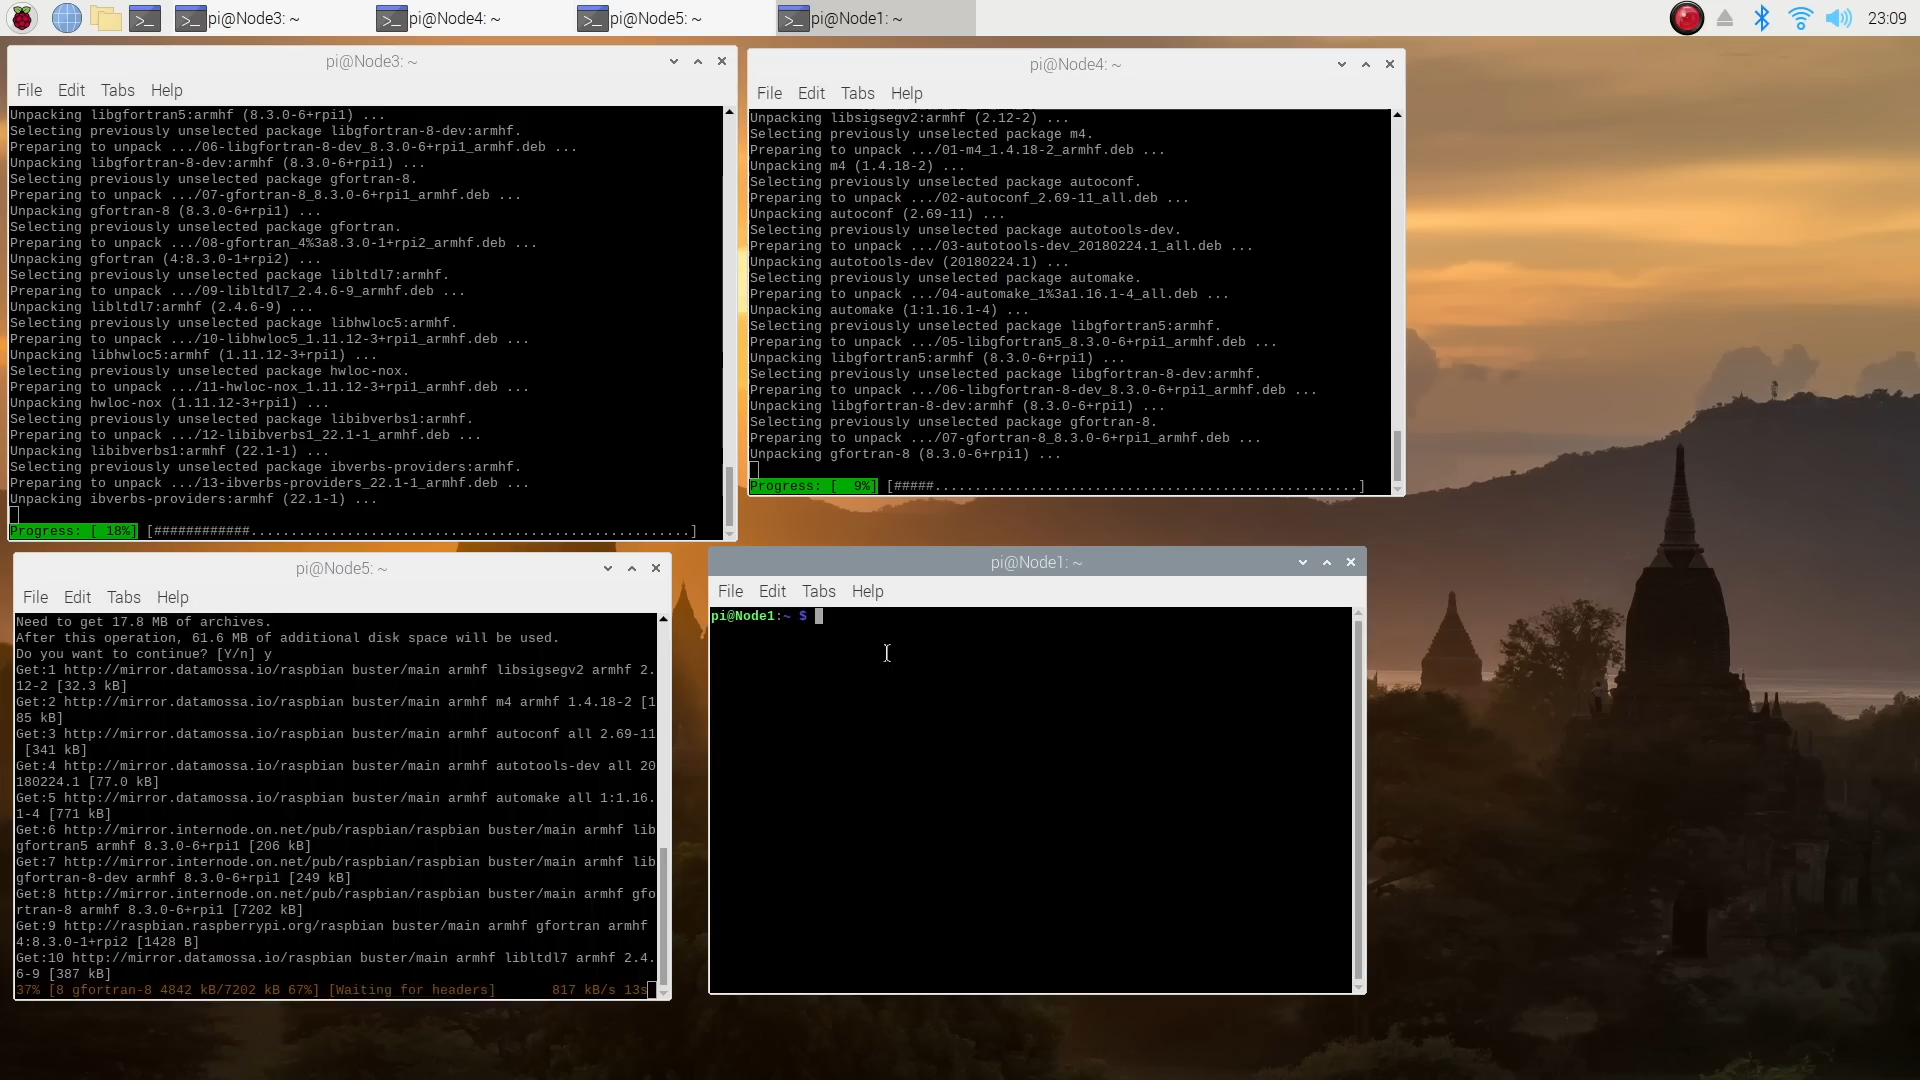 pi@Node3: ~
pi@Node4: ~
pi@Node5: ~
pi@Node1: ~
23:09
pi@Node3: ~
File Edit Tabs Help
Unpacking libgfortran5:armhf (8.3.0-6+rpi1) ...
Selecting previously unselected package libgfortran-8-dev:armhf.
Preparing to unpack .../06-libgfortran-8-dev_8.3.0-6+rpi1_armhf.deb ...
Unpacking libgfortran-8-dev:armhf (8.3.0-6+rpi1) ...
Selecting previously unselected package gfortran-8.
Preparing to unpack .../07-gfortran-8_8.3.0-6+rpi1_armhf.deb ...
Unpacking gfortran-8 (8.3.0-6+rpi1) ...
Selecting previously unselected package gfortran.
Preparing to unpack .../08-gfortran_4%3a8.3.0-1+rpi2_armhf.deb ...
Unpacking gfortran (4:8.3.0-1+rpi2) ...
Selecting previously unselected package libltdl7:armhf.
Preparing to unpack .../09-libltdl7_2.4.6-9_armhf.deb ...
Unpacking libltdl7:armhf (2.4.6-9) ...
Selecting previously unselected package libhwloc5:armhf.
Preparing to unpack .../10-libhwloc5_1.11.12-3+rpi1_armhf.deb ...
Unpacking libhwloc5:armhf (1.11.12-3+rpi1) ...
Selecting previously unselected package hwloc-nox.
Preparing to unpack .../11-hwloc-nox_1.11.12-3+rpi1_armhf.deb ...
Unpacking hwloc-nox (1.11.12-3+rpi1) ...
Selecting previously unselected package libibverbs1:armhf.
Preparing to unpack .../12-libibverbs1_22.1-1_armhf.deb ...
Unpacking libibverbs1:armhf (22.1-1) ...
Selecting previously unselected package ibverbs-providers:armhf.
Preparing to unpack .../13-ibverbs-providers_22.1-1_armhf.deb ...
Unpacking ibverbs-providers:armhf (22.1-1) ...
Progress: [ 18%] [############.......................................................]
pi@Node4: ~
File Edit Tabs Help
Unpacking libsigsegv2:armhf (2.12-2) ...
Selecting previously unselected package m4.
Preparing to unpack .../01-m4_1.4.18-2_armhf.deb ...
Unpacking m4 (1.4.18-2) ...
Selecting previously unselected package autoconf.
Preparing to unpack .../02-autoconf_2.69-11_all.deb ...
Unpacking autoconf (2.69-11) ...
Selecting previously unselected package autotools-dev.
Preparing to unpack .../03-autotools-dev_20180224.1_all.deb ...
Unpacking autotools-dev (20180224.1) ...
Selecting previously unselected package automake.
Preparing to unpack .../04-automake_1%3a1.16.1-4_all.deb ...
Unpacking automake (1:1.16.1-4) ...
Selecting previously unselected package libgfortran5:armhf.
Preparing to unpack .../05-libgfortran5_8.3.0-6+rpi1_armhf.deb ...
Unpacking libgfortran5:armhf (8.3.0-6+rpi1) ...
Selecting previously unselected package libgfortran-8-dev:armhf.
Preparing to unpack .../06-libgfortran-8-dev_8.3.0-6+rpi1_armhf.deb ...
Unpacking libgfortran-8-dev:armhf (8.3.0-6+rpi1) ...
Selecting previously unselected package gfortran-8.
Preparing to unpack .../07-gfortran-8_8.3.0-6+rpi1_armhf.deb ...
Unpacking gfortran-8 (8.3.0-6+rpi1) ...
Progress: [  9%] [#####.....................................................]
pi@Node5: ~
File Edit Tabs Help
Need to get 17.8 MB of archives.
After this operation, 61.6 MB of additional disk space will be used.
Do you want to continue? [Y/n] y
Get:1 http://mirror.datamossa.io/raspbian buster/main armhf libsigsegv2 armhf 2.
12-2 [32.3 kB]
Get:2 http://mirror.datamossa.io/raspbian buster/main armhf m4 armhf 1.4.18-2 [1
85 kB]
Get:3 http://mirror.datamossa.io/raspbian buster/main armhf autoconf all 2.69-11
[341 kB]
Get:4 http://mirror.datamossa.io/raspbian buster/main armhf autotools-dev all 20
180224.1 [77.0 kB]
Get:5 http://mirror.datamossa.io/raspbian buster/main armhf automake all 1:1.16.
1-4 [771 kB]
Get:6 http://mirror.internode.on.net/pub/raspbian/raspbian buster/main armhf lib
gfortran5 armhf 8.3.0-6+rpi1 [206 kB]
Get:7 http://mirror.internode.on.net/pub/raspbian/raspbian buster/main armhf lib
gfortran-8-dev armhf 8.3.0-6+rpi1 [249 kB]
Get:8 http://mirror.internode.on.net/pub/raspbian/raspbian buster/main armhf gfo
rtran-8 armhf 8.3.0-6+rpi1 [7202 kB]
Get:9 http://raspbian.raspberrypi.org/raspbian buster/main armhf gfortran armhf
4:8.3.0-1+rpi2 [1428 B]
Get:10 http://mirror.datamossa.io/raspbian buster/main armhf libltdl7 armhf 2.4.
6-9 [387 kB]
37% [8 gfortran-8 4842 kB/7202 kB 67%] [Waiting for headers] 817 kB/s 13s
pi@Node1: ~
File Edit Tabs Help
pi@Node1:~ $